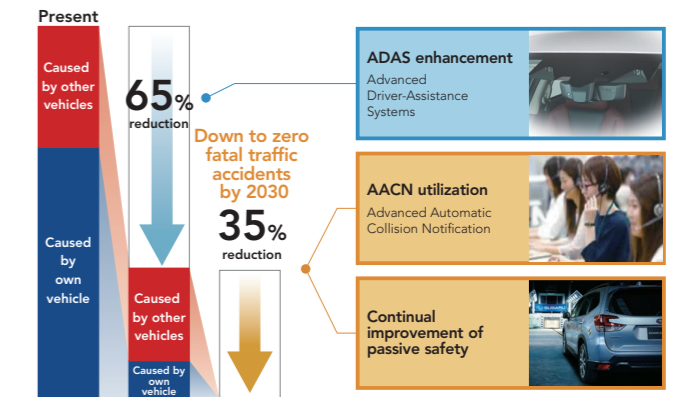 Present
Caused
by other
vehicles
Caused
by
own
vehicle
65%
reduction
Caused
by other
vehicles
Caused by
own
vehicle
Down to zero
fatal traffic
accidents
by 2030
35%
reduction
ADAS enhancement
Advanced
Driver-Assistance
Systems
AACN utilization
Advanced Automatic
Collision Notification
Continual
improvement of
passive safety